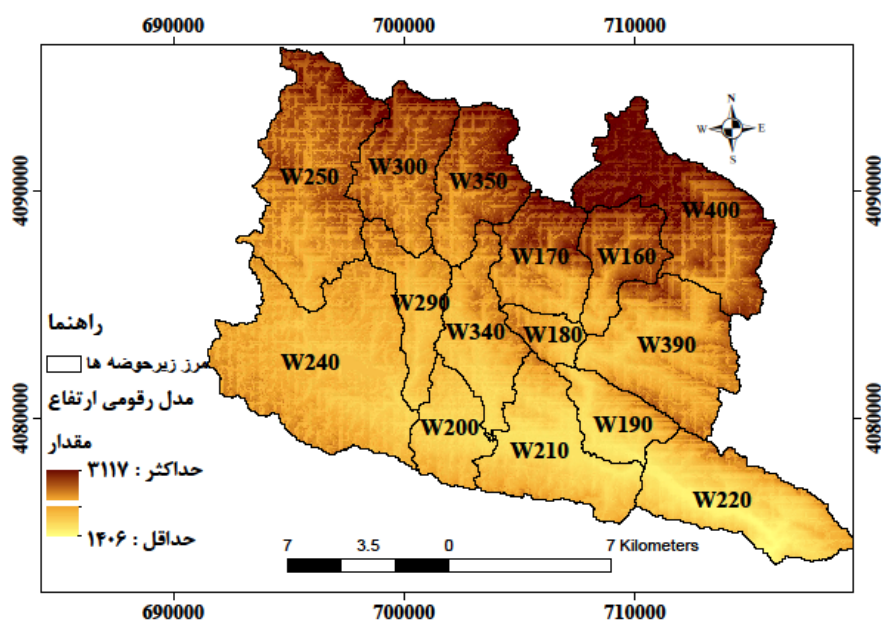 690000 700000 710000
N
W E
S
4090000 4090000
4080000 4080000
W250
W300
W350
W400
W170
W160
W290
W340
W180
W390
W240
W200
W210
W190
W220
راهنما
مرز زیرحوضه ها
مدل رقومی ارتفاع
مقدار
حداکثر : ۳۱۱۷
حداقل : ۱۴۰۶
7 3.5 0 7 Kilometers
690000 700000 710000